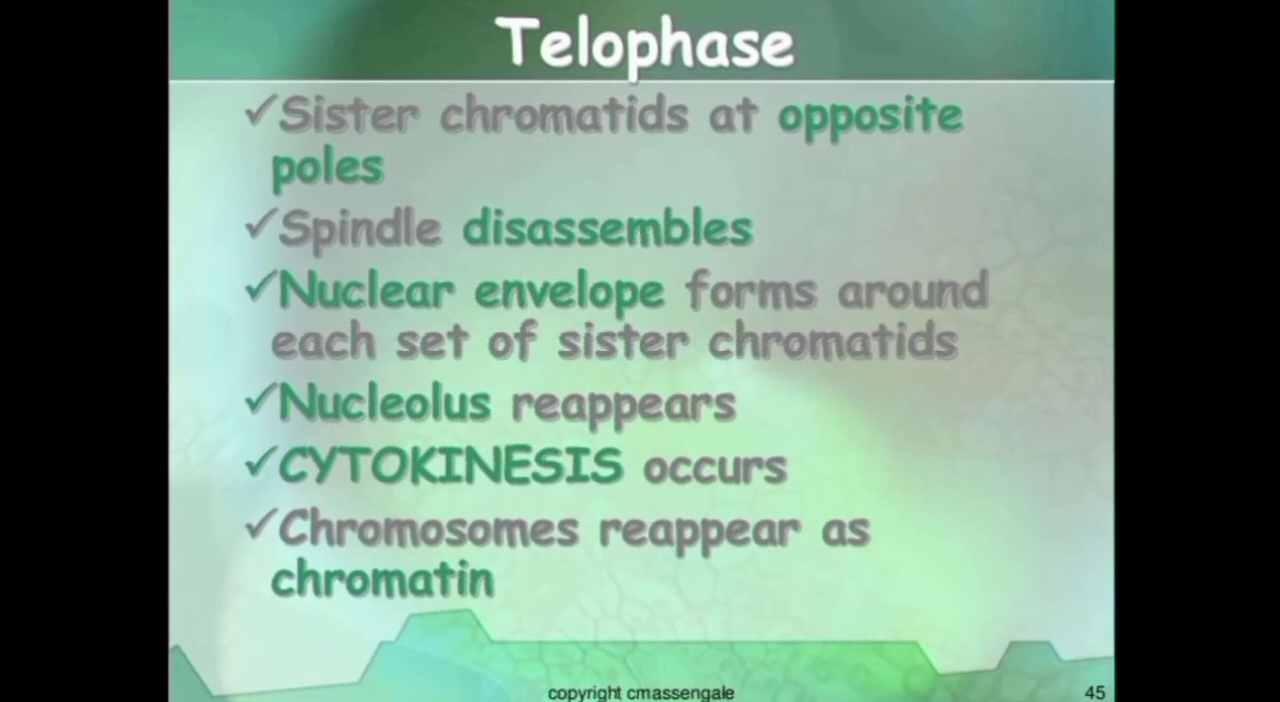 Telophase
✓Sister chromatids at opposite
poles
✓Spindle disassembles
✓Nuclear envelope forms around
each set of sister chromatids
✓Nucleolus reappears
✓CYTOKINESIS occurs
✓Chromosomes reappear as
chromatin
copyright cmassengale
45